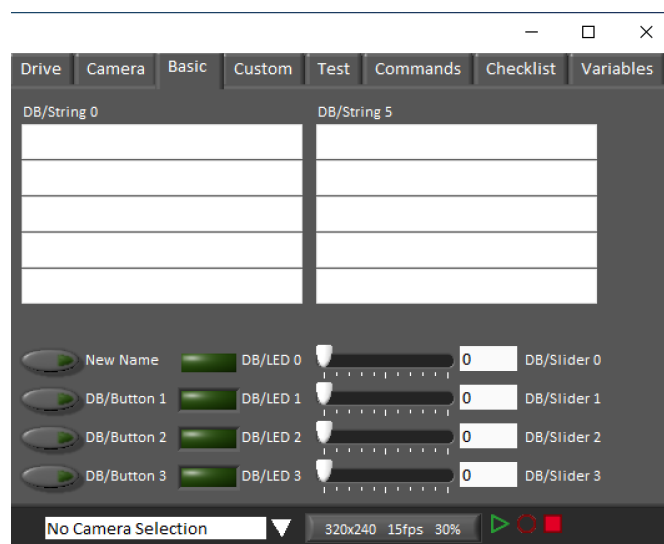 Drive Camera Basic Custom Test Commands Checklist Variables
DB/String 0 DB/String 5
New Name DB/LED 0 0 DB/Slider 0
DB/Button 1 DB/LED 1 0 DB/Slider 1
DB/Button 2 DB/LED 2 0 DB/Slider 2
DB/Button 3 DB/LED 3 0 DB/Slider 3
No Camera Selection 320x240 15fps 30%